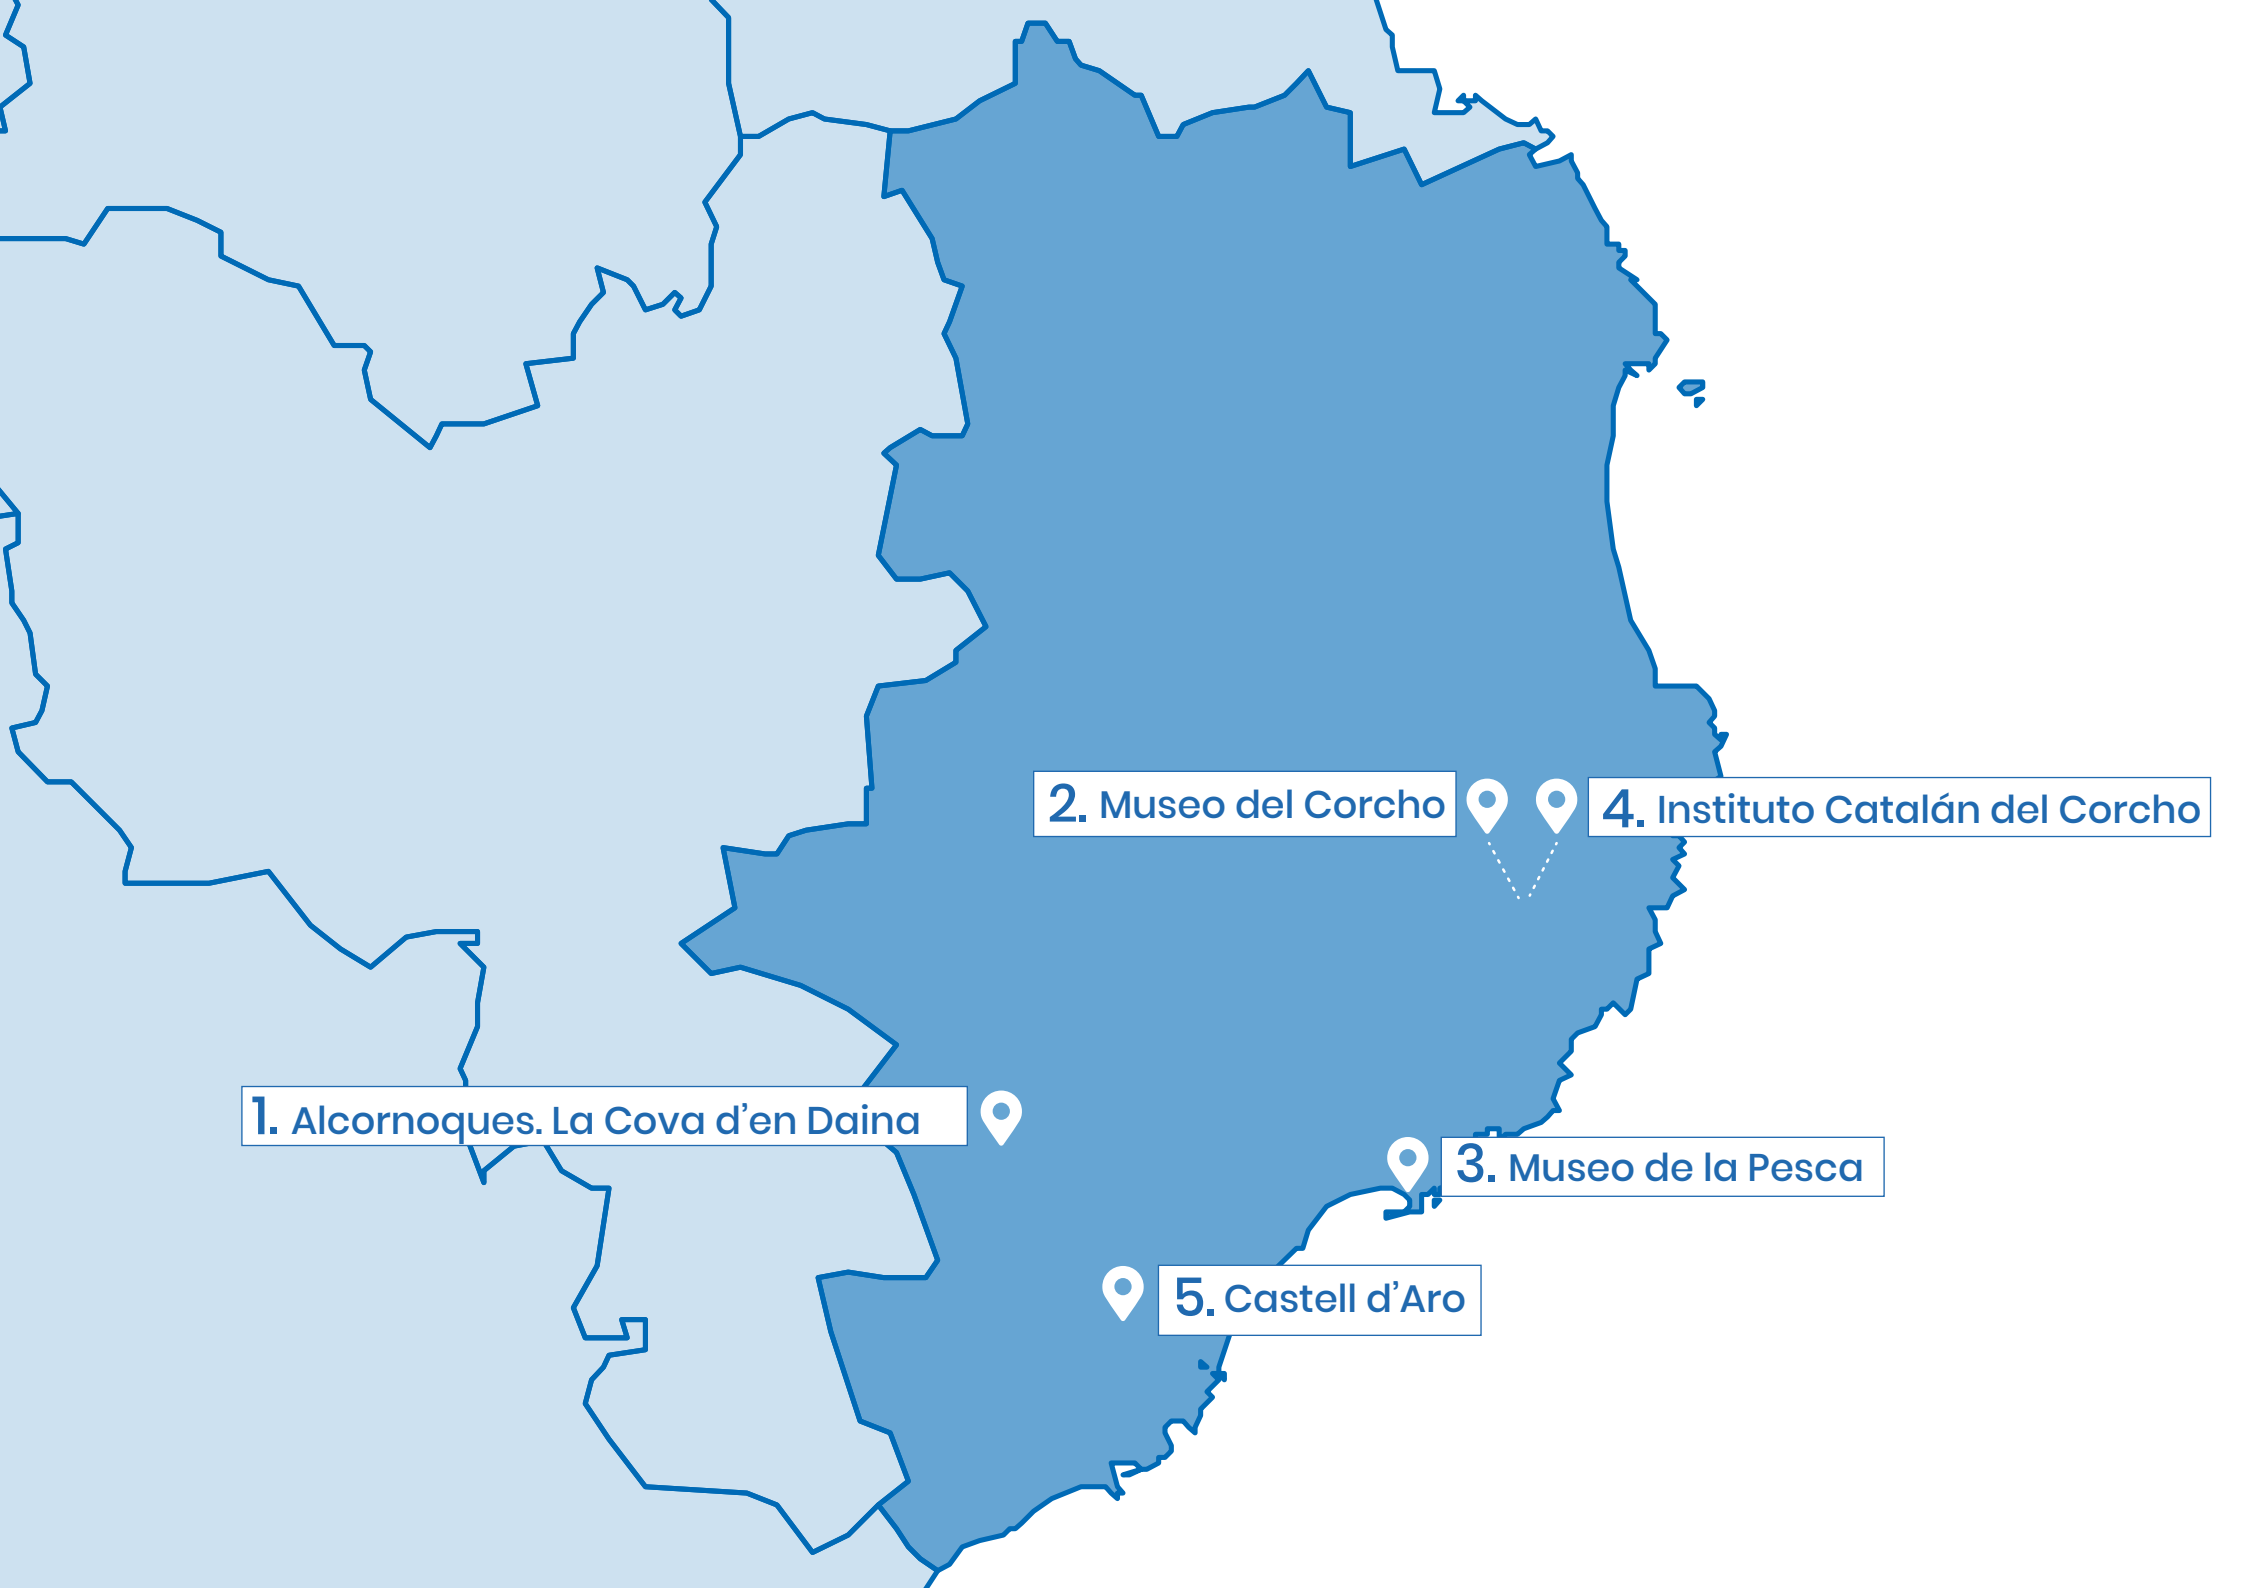 2. Museo del Corcho
4. Instituto Catalán del Corcho
1. Alcornoques. La Cova d’en Daina
3. Museo de la Pesca
5. Castell d’Aro